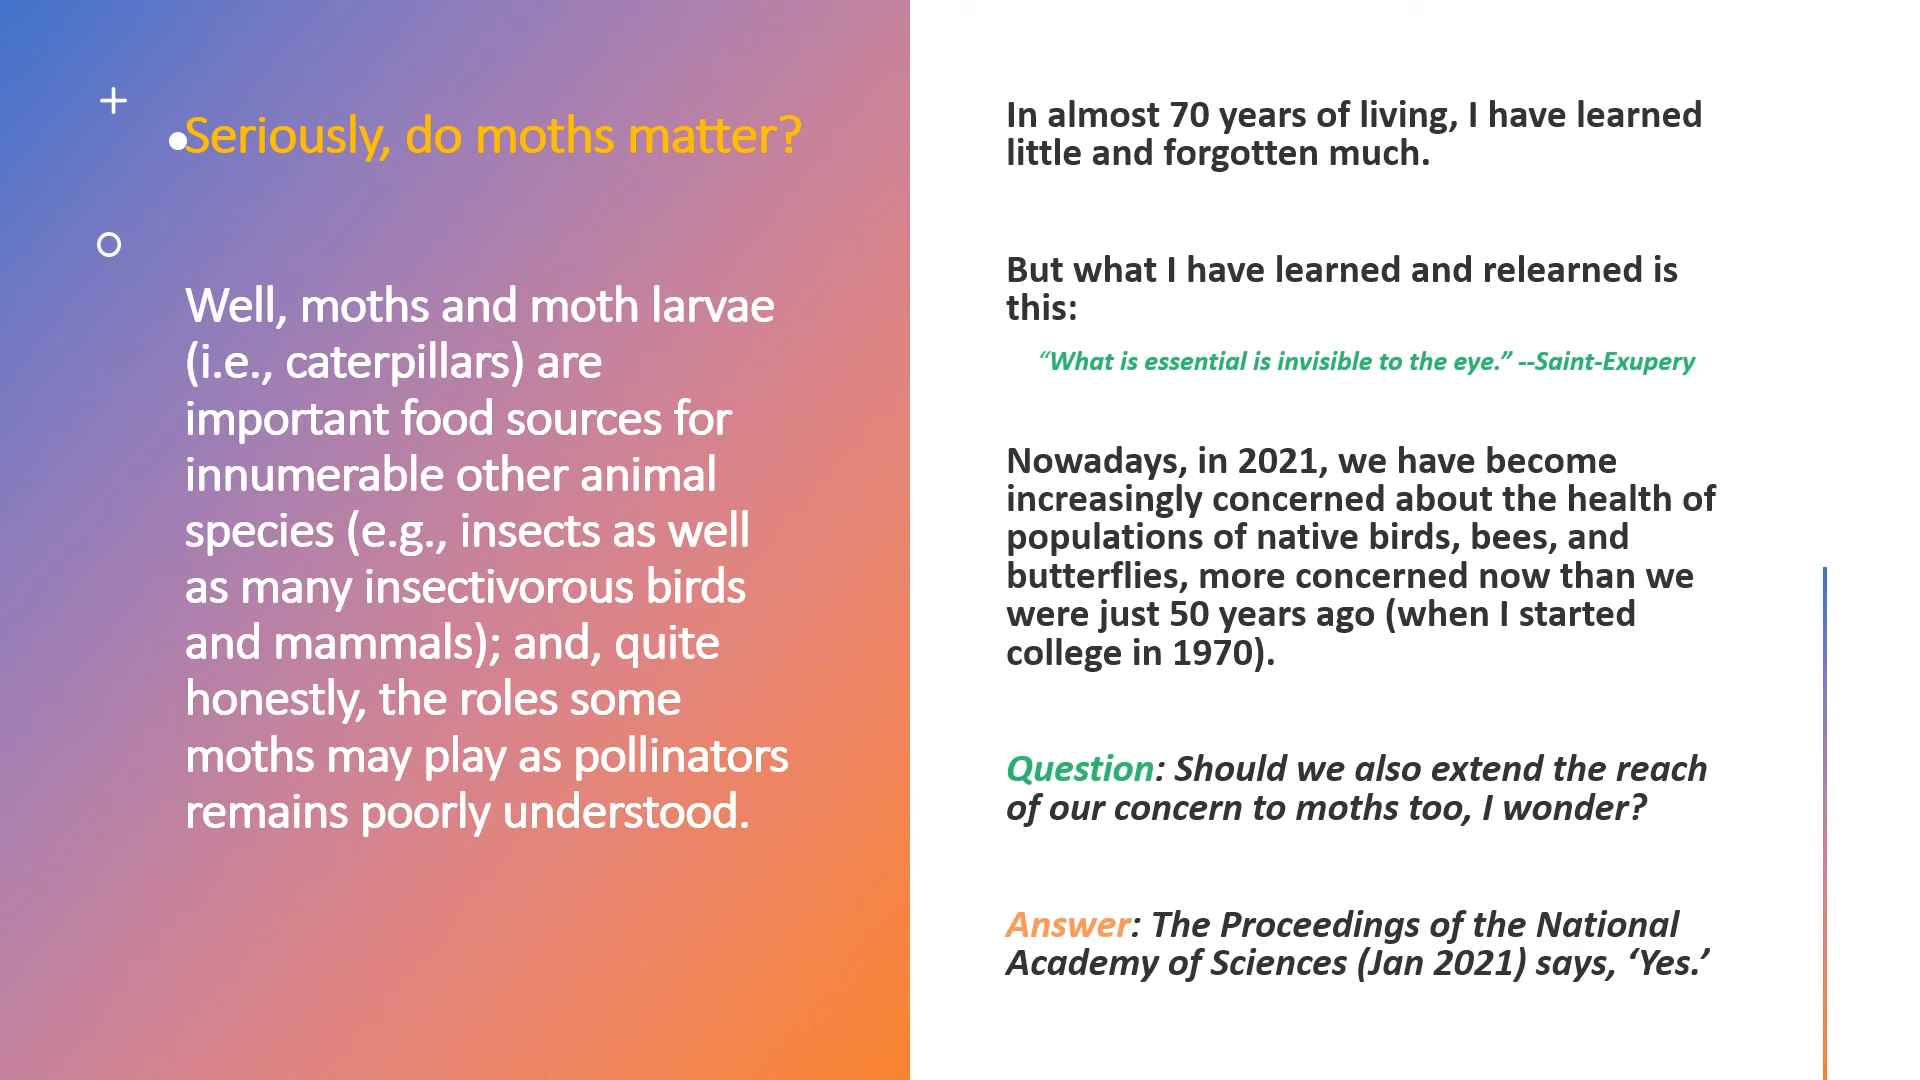 Seriously, do moths matter?
Well, moths and moth larvae
(i.e., caterpillars) are
important food sources for
innumerable other animal
species (e.g., insects as well
as many insectivorous birds
and mammals); and, quite
honestly, the roles some
moths may play as pollinators
remains poorly understood.
In almost 70 years of living, I have learned
little and forgotten much.
But what I have learned and relearned is
this:
“What is essential is invisible to the eye.” --Saint-Exupery
Nowadays, in 2021, we have become
increasingly concerned about the health of
populations of native birds, bees, and
butterflies, more concerned now than we
were just 50 years ago (when I started
college in 1970).
Question: Should we also extend the reach
of our concern to moths too, I wonder?
Answer: The Proceedings of the National
Academy of Sciences (Jan 2021) says, ‘Yes.’